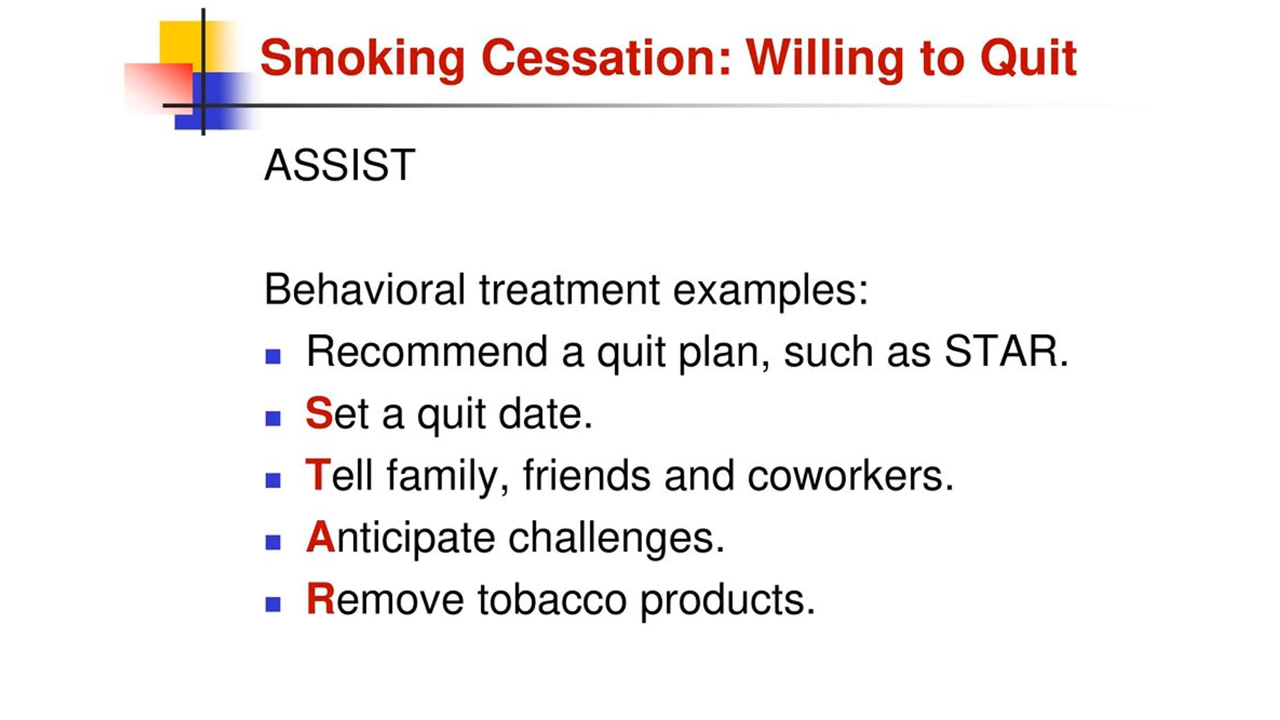 Smoking Cessation: Willing to Quit
ASSIST
Behavioral treatment examples:
Recommend a quit plan, such as STAR.
Set a quit date.
Tell family, friends and coworkers.
Anticipate challenges.
Remove tobacco products.